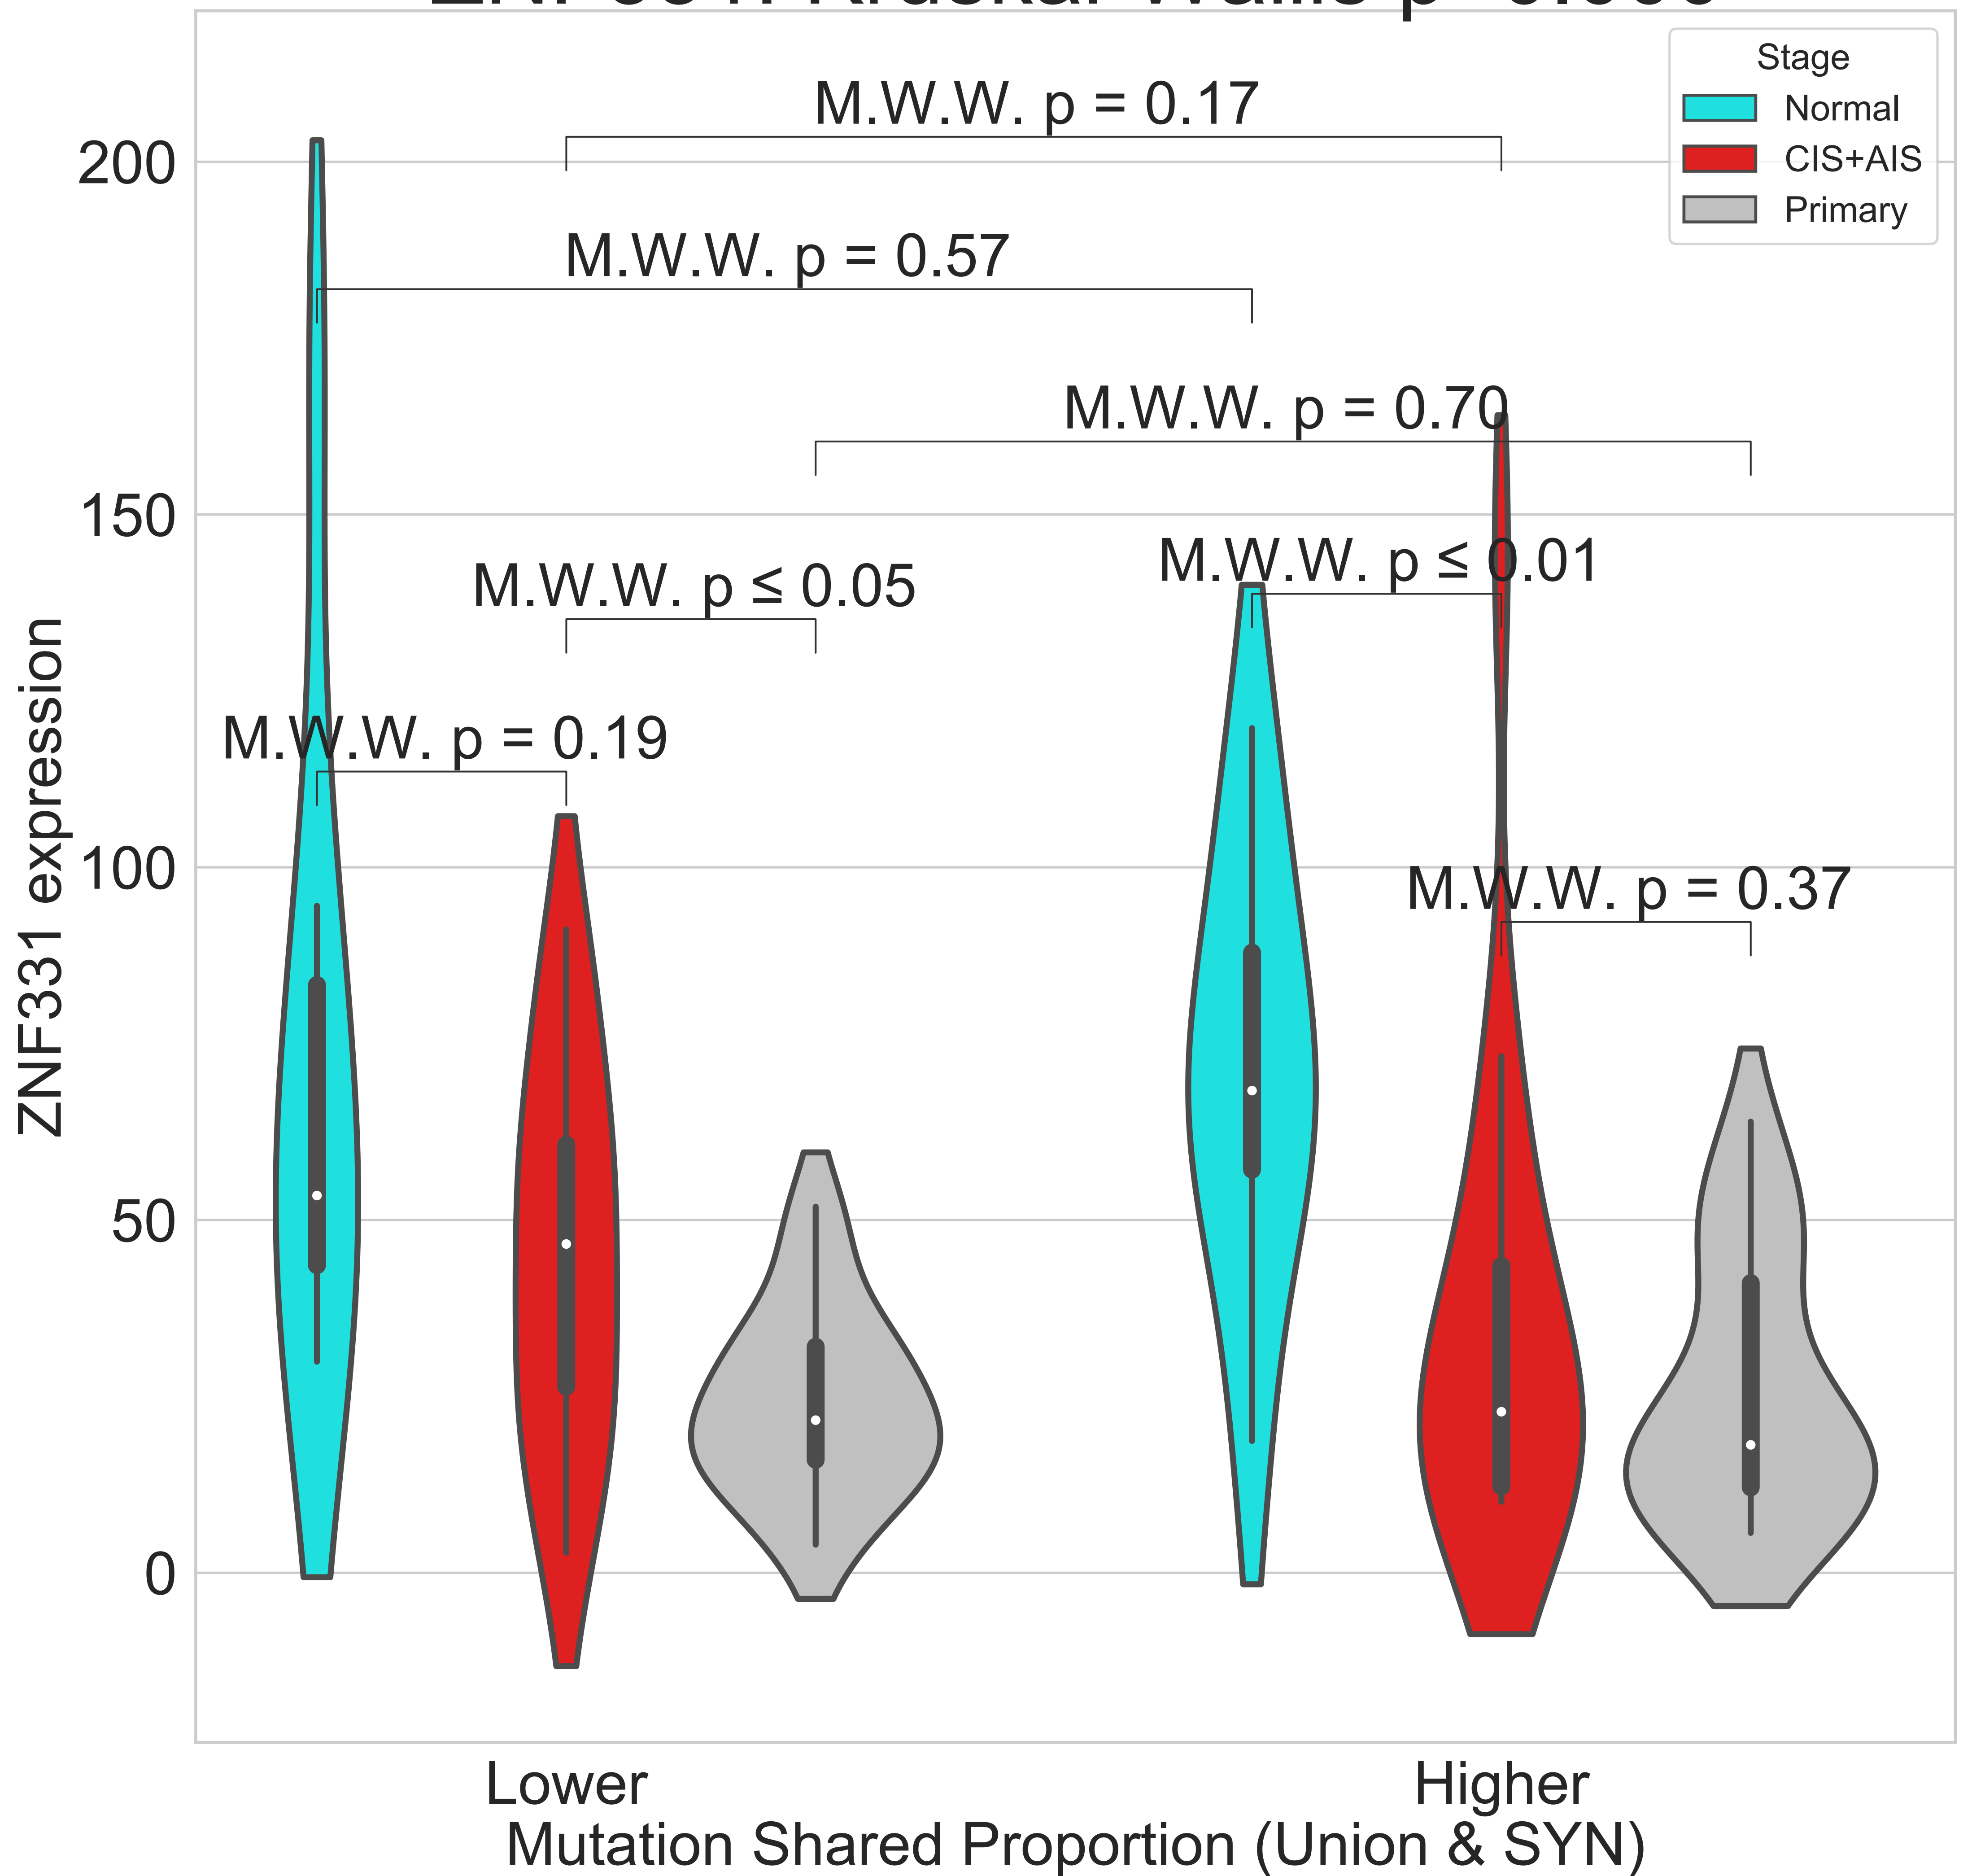 Stage
Normal
CIS+AIS
Primary
M.W.W. p = 0.17
M.W.W. p = 0.57
M.W.W. p = 0.70
M.W.W. p ≤ 0.01
M.W.W. p ≤ 0.05
M.W.W. p = 0.19
M.W.W. p = 0.37
200
150
100
50
0
ZNF331 expression
Lower
Higher
Mutation Shared Proportion (Union & SYN)